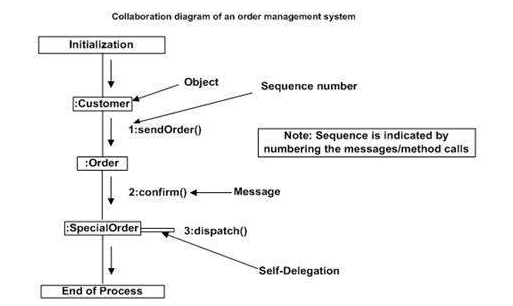 Collaboration diagram of an order management system
Initialization
Object
Sequence number
:Customer
1:sendOrder()
Note: Sequence is indicated by
numbering the messages/method calls
:Order
2:confirm()
Message
:SpecialOrder
3:dispatch()
Self-Delegation
End of Process